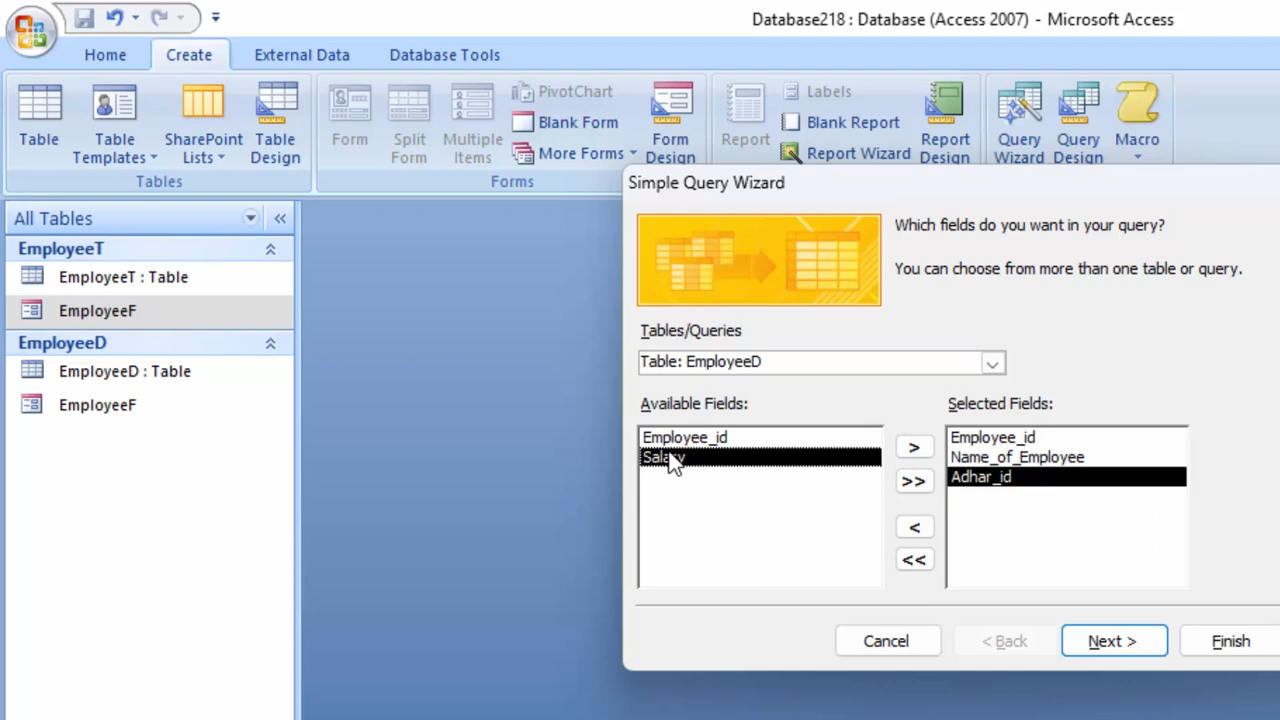 Database218 : Database (Access 2007) - Microsoft Access
Home Create External Data Database Tools
Table
Table Templates
SharePoint Lists
Table Design
Tables
Form
Split Form
Multiple Items
PivotChart
Blank Form
More Forms
Form Design
Forms
Report
Labels
Blank Report
Report Wizard
Report Design
Query Wizard
Query Design
Macro
All Tables
EmployeeT
EmployeeT : Table
EmployeeF
EmployeeD
EmployeeD : Table
EmployeeF
Simple Query Wizard
Which fields do you want in your query?
You can choose from more than one table or query.
Tables/Queries
Table: EmployeeD
Available Fields:
Employee_id
Salary
>
>>
<
<<
Selected Fields:
Employee_id
Name_of_Employee
Adhar_id
Cancel < Back Next > Finish